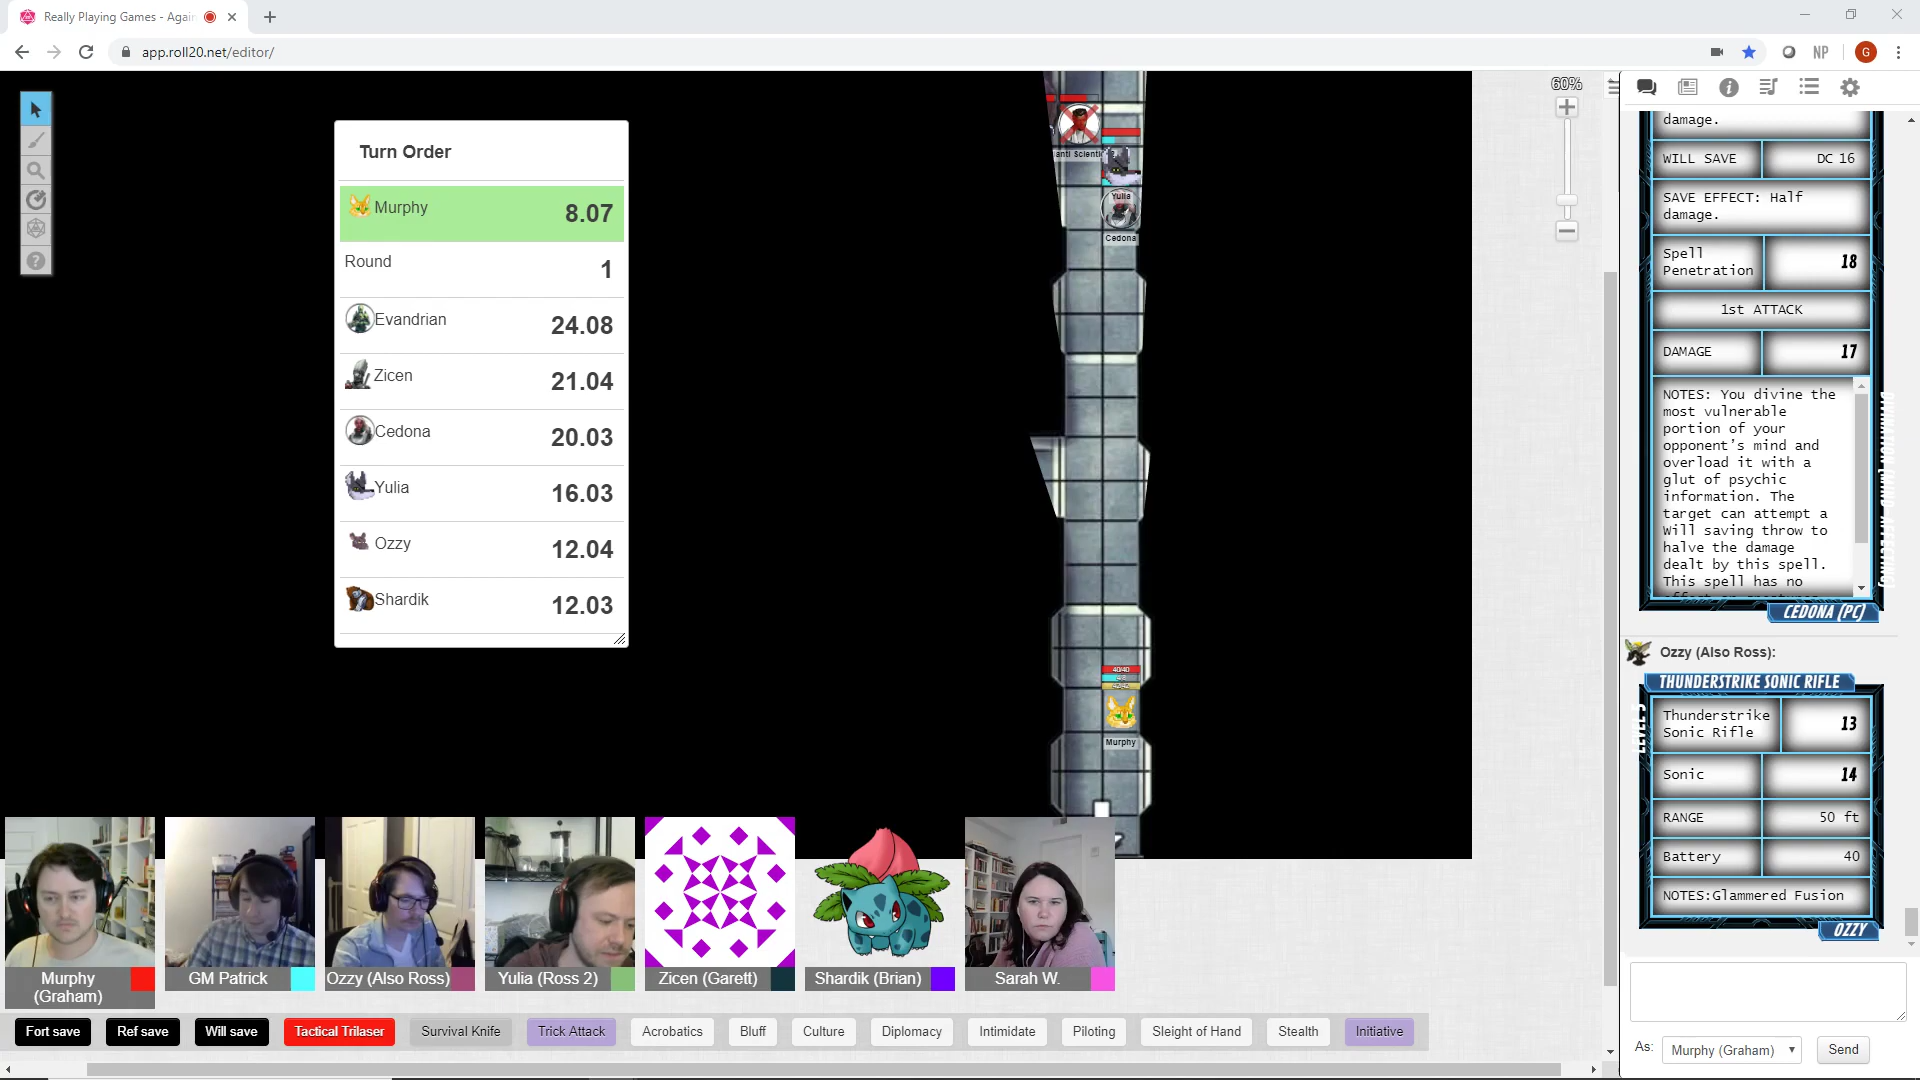 Really Playing Games - Again
app.roll20.net/editor/
NP
G
60%
Turn Order
Murphy
8.07
Round
1
Evandrian
24.08
Zicen
21.04
Cedona
20.03
Yulia
16.03
Ozzy
12.04
Shardik
12.03
Yulia
Cedona
40/40
Murphy
damage.
WILL SAVE
DC 16
SAVE EFFECT: Half
damage.
Spell
Penetration
18
1st ATTACK
DAMAGE
17
NOTES: You divine the
most vulnerable
portion of your
opponent's mind and
overload it with a
glut of psychic
information. The
target can attempt a
Will saving throw to
halve the damage
dealt by this spell.
This spell has no
CEDONA (PC)
Ozzy (Also Ross):
THUNDERSTRIKE SONIC RIFLE
LEVEL 5
Thunderstrike
Sonic Rifle
13
Sonic
14
RANGE
50 ft
Battery
40
NOTES:Glammered Fusion
OZZY
Murphy
(Graham)
GM Patrick
Ozzy (Also Ross)
Yulia (Ross 2)
Zicen (Garett)
Shardik (Brian)
Sarah W.
Fort save
Ref save
Will save
Tactical Trilaser
Survival Knife
Trick Attack
Acrobatics
Bluff
Culture
Diplomacy
Intimidate
Piloting
Sleight of Hand
Stealth
Initiative
As:
Murphy (Graham)
Send